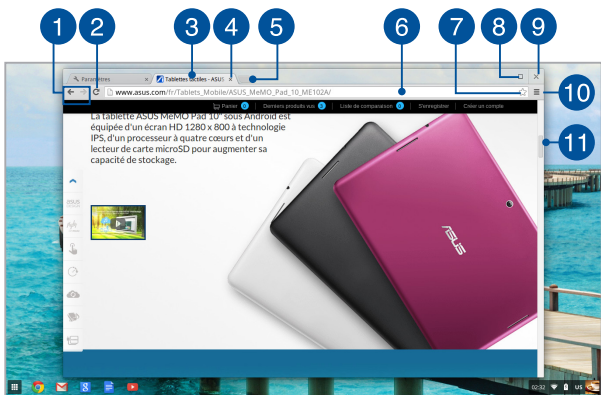 1 2 3 4 5 6 7 8 9
Paramètres x Tablettes tactiles - ASUS x
www.asus.com/fr/Tablets_Mobile/ASUS_MeMO_Pad_10_ME102A/
10
Panier 0 Derniers produits vus 1 Liste de comparaison 0 S'enregistrer Créer un compte
11
La tablette ASUS MeMO Pad 10" sous Android est
équipée d'un écran HD 1280 x 800 à technologie
IPS, d'un processeur à quatre cœurs et d'un
lecteur de carte microSD pour augmenter sa
capacité de stockage.
ASUS
ASUS
8
02:32 US